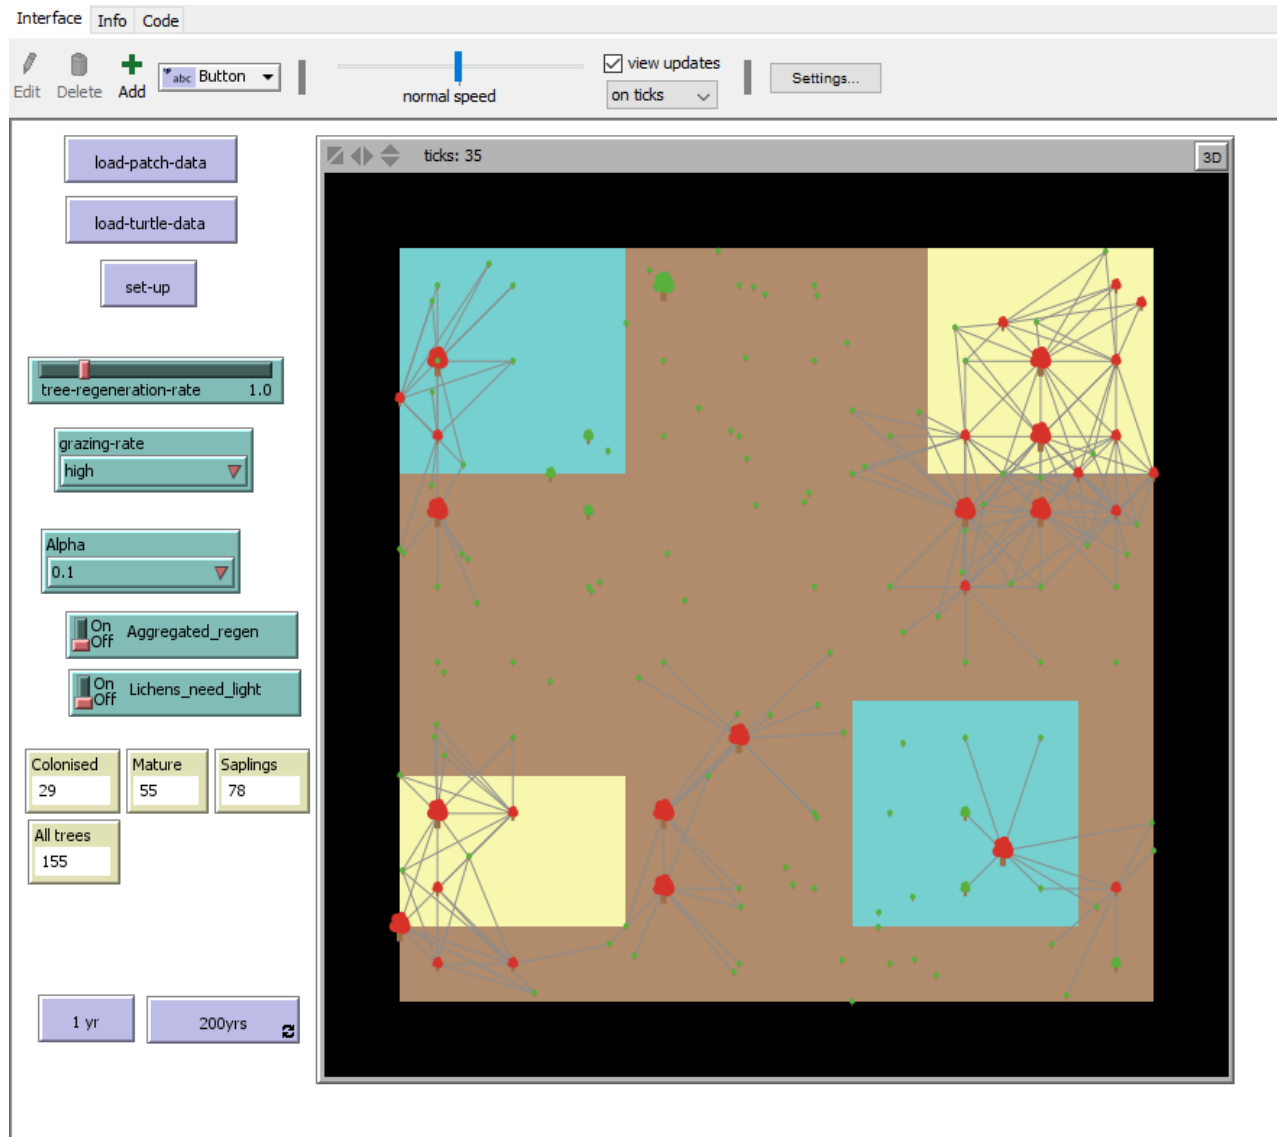 Interface Info Code
abc Button
view updates
Edit Delete Add
normal speed
on ticks
Settings...
load-patch-data
ticks: 35
3D
load-turtle-data
set-up
tree-regeneration-rate 1.0
grazing-rate
high
Alpha
0.1
On
Off
Aggregated_regen
On
Off
Lichens_need_light
Colonised
29
Mature
55
Saplings
78
All trees
155
1 yr
200yrs